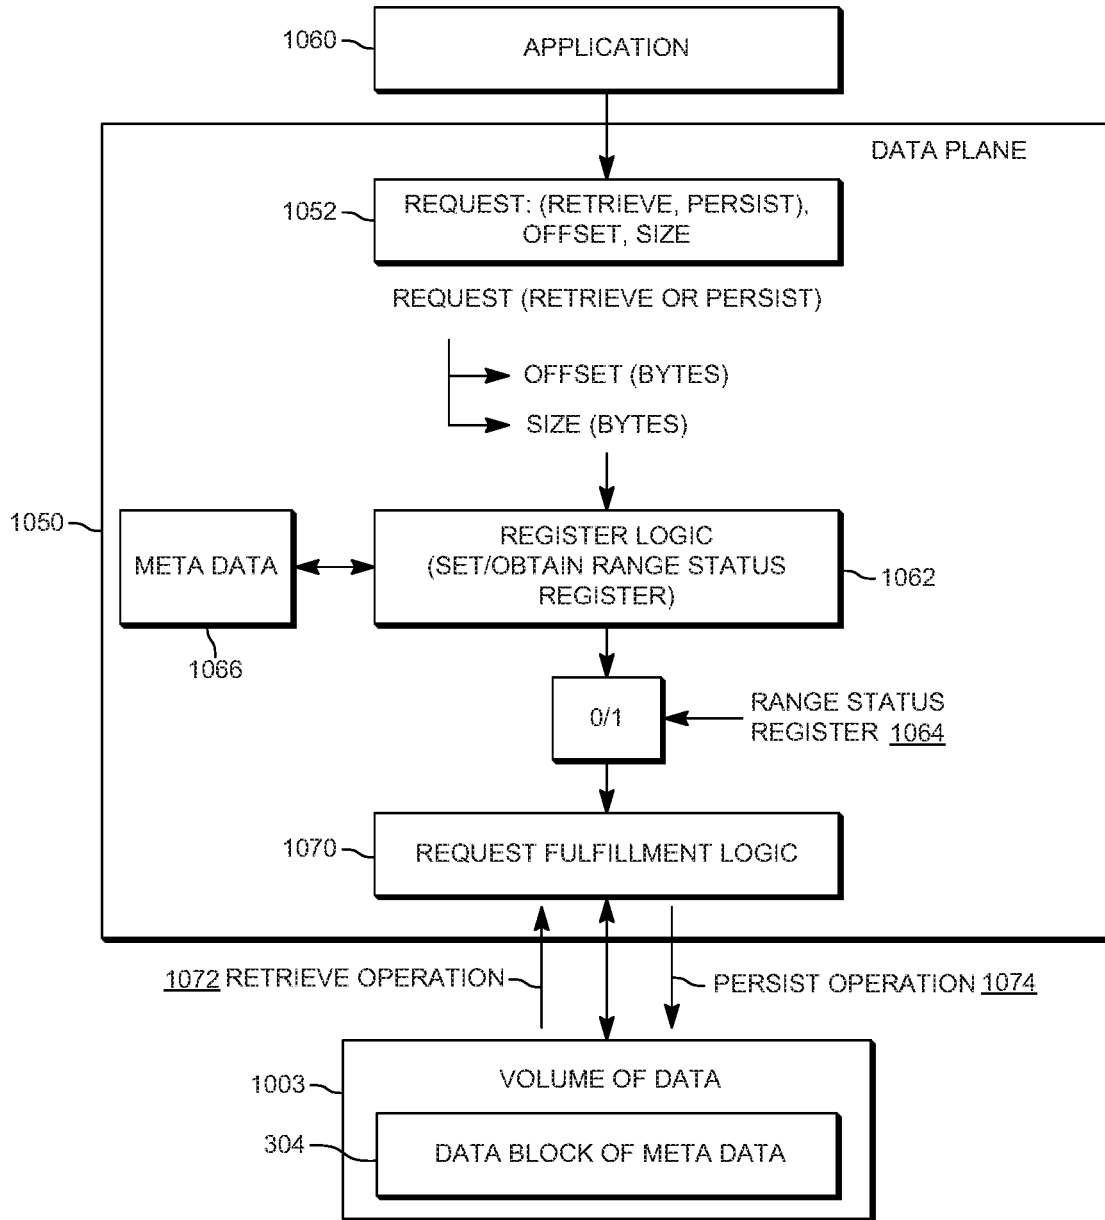 1060
APPLICATION
DATA PLANE
1052
REQUEST: (RETRIEVE, PERSIST),
OFFSET, SIZE
REQUEST (RETRIEVE OR PERSIST)
OFFSET (BYTES)
SIZE (BYTES)
1050
META DATA
1066
REGISTER LOGIC
(SET/OBTAIN RANGE STATUS
REGISTER)
1062
0/1
RANGE STATUS
REGISTER 1064
1070
REQUEST FULFILLMENT LOGIC
1072 RETRIEVE OPERATION
PERSIST OPERATION 1074
1003
VOLUME OF DATA
304
DATA BLOCK OF META DATA